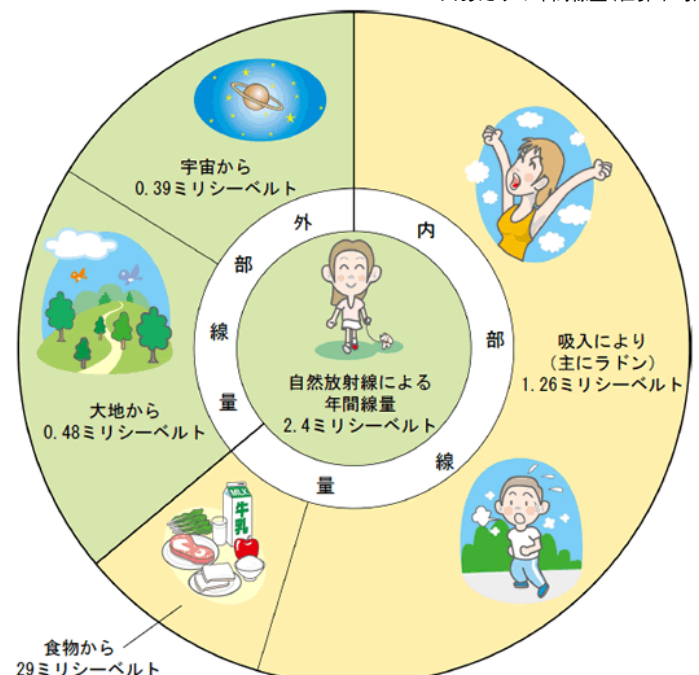 宇宙から
0.39ミリシーベルト
外部線量
内部線量
大地から
0.48ミリシーベルト
自然放射線による
年間線量
2.4ミリシーベルト
吸入により
(主にラドン)
1.26ミリシーベルト
MILK
牛乳
食物から
29ミリシーベルト